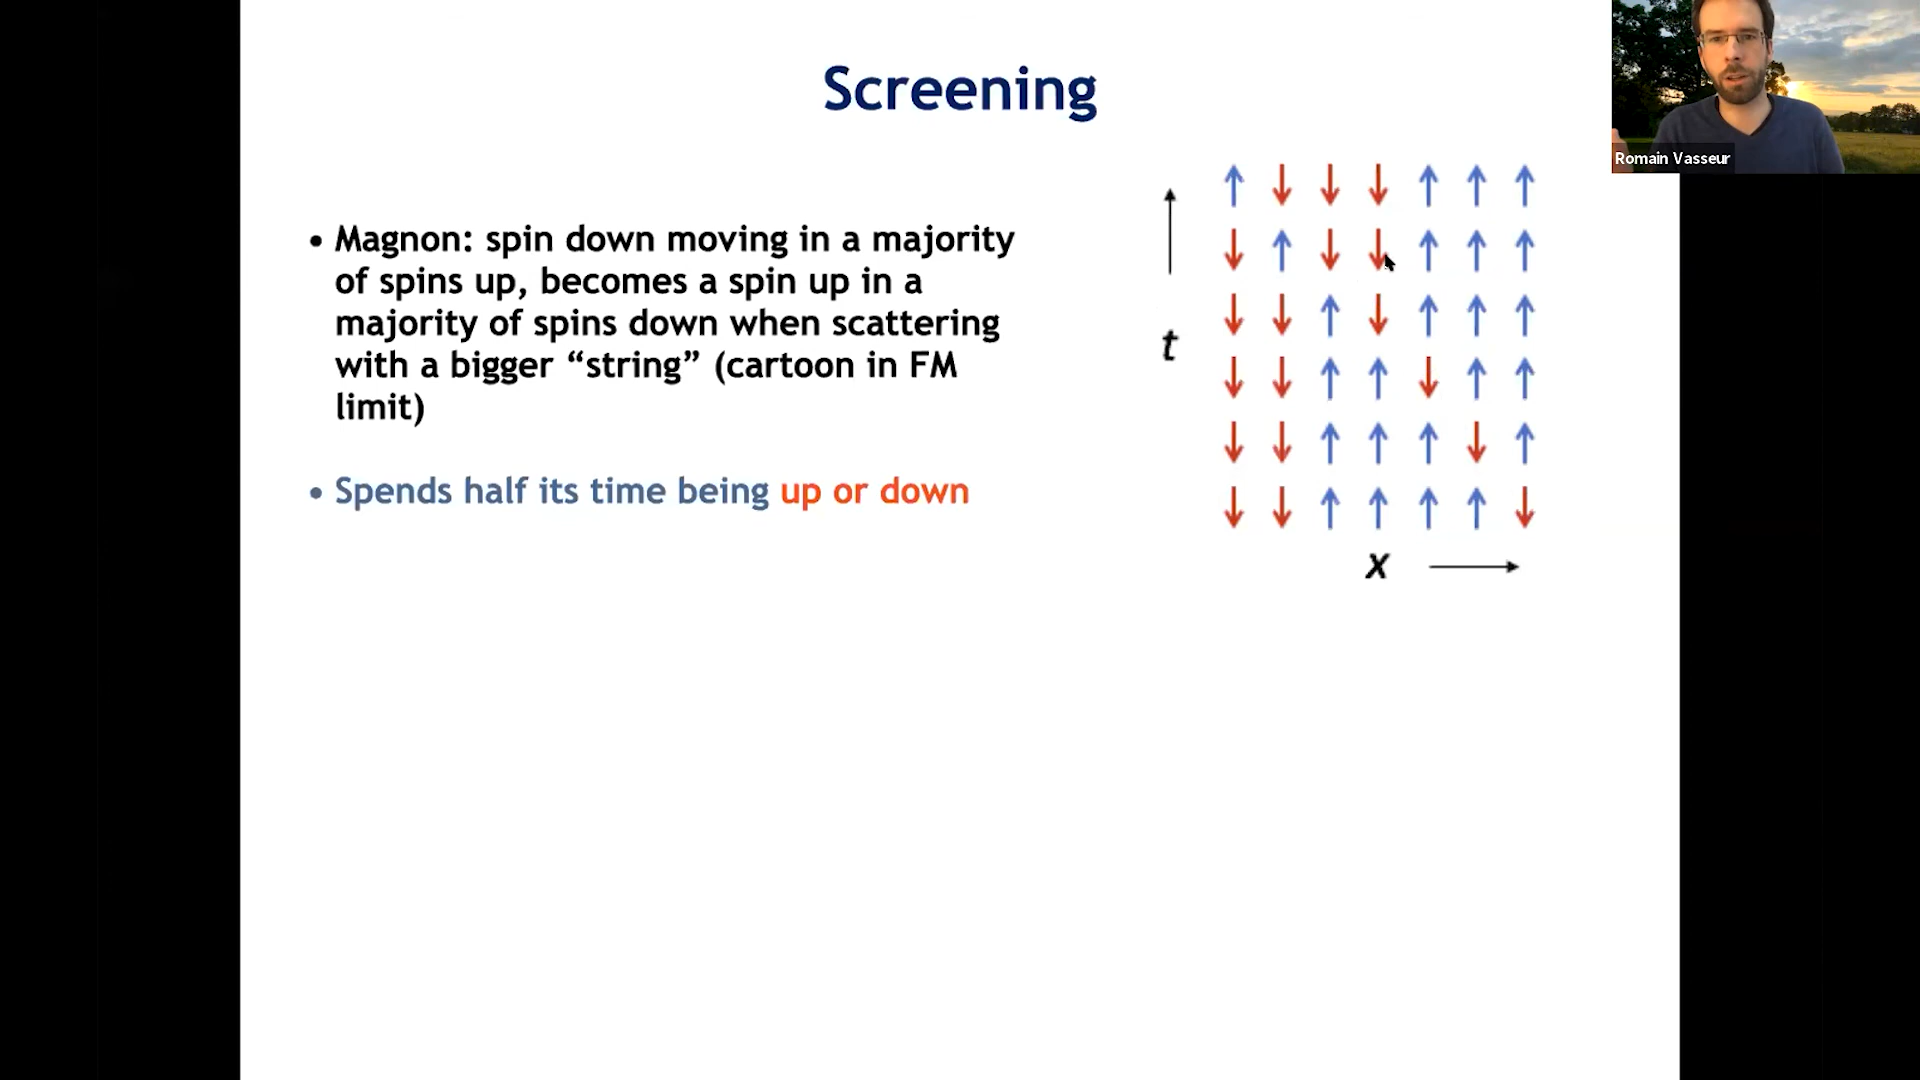 Screening
Romain Vasseur
• Magnon: spin down moving in a majority
of spins up, becomes a spin up in a
majority of spins down when scattering
with a bigger “string” (cartoon in FM
limit)
• Spends half its time being up or down
t
x